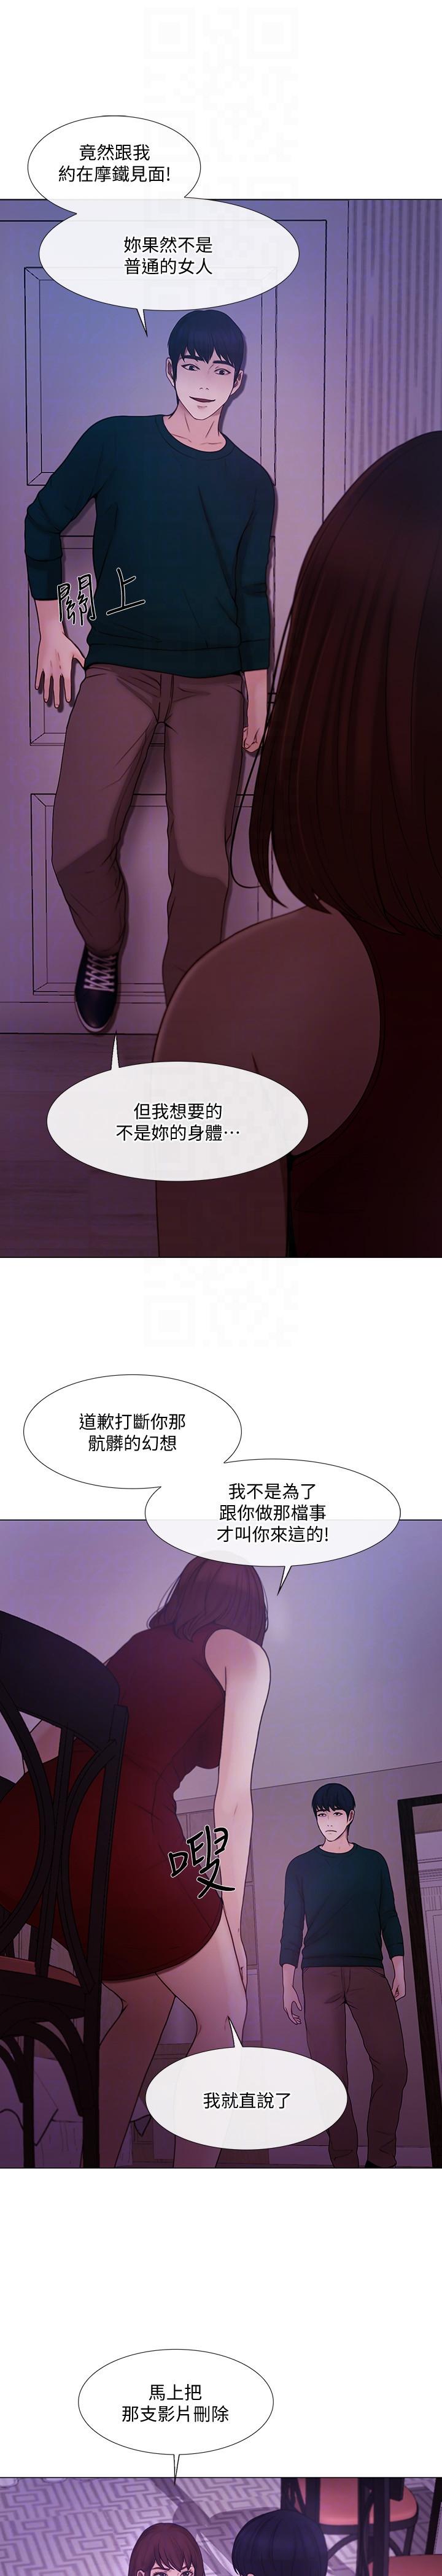 竟然跟我
約在摩鐵見面!
妳果然不是
普通的女人
關上
但我想要的
不是妳的身體…
道歉打斷你那
骯髒的幻想
我不是為了
跟你做那檔事
才叫你來這的!
嗖
我就直說了
馬上把
那支影片刪除